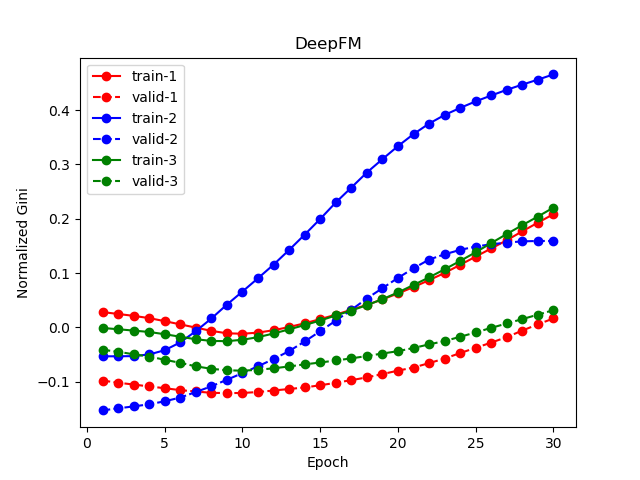 DeepFM
train-1
valid-1
train-2
valid-2
train-3
valid-3
Normalized Gini
0.4
0.3
0.2
0.1
0.0
−0.1
0
5
10
15
20
25
30
Epoch